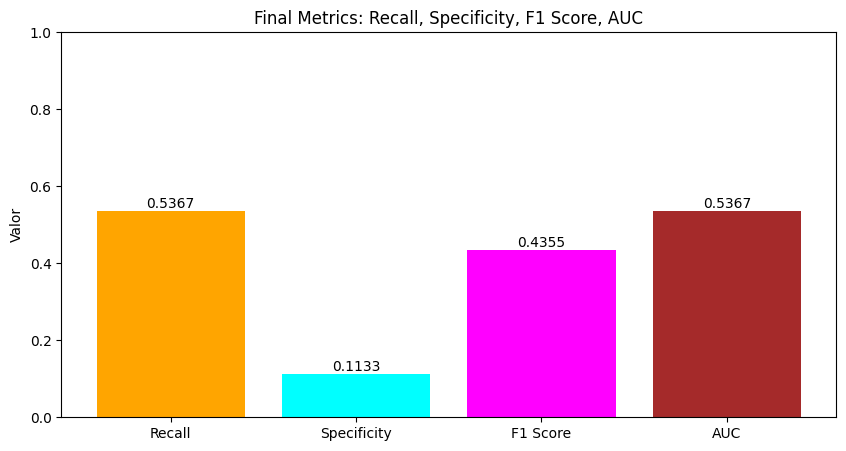 Final Metrics: Recall, Specificity, F1 Score, AUC
1.0
0.8
0.6
0.4
0.2
0.0
Valor
0.5367
0.1133
0.4355
0.5367
Recall
Specificity
F1 Score
AUC